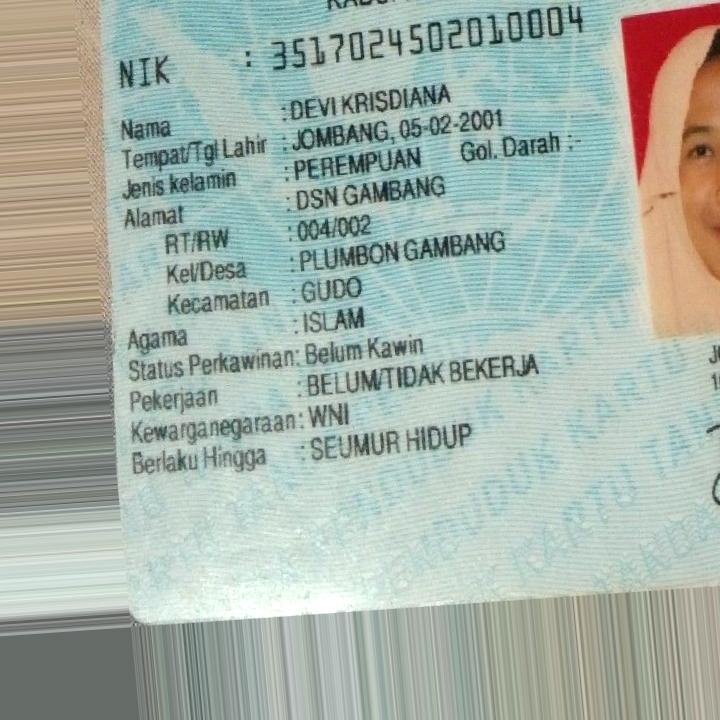 NIK : 3517024502010004
Nama : DEVI KRISDIANA
Tempat/Tgl Lahir : JOMBANG, 05-02-2001
Jenis kelamin : PEREMPUAN Gol. Darah :-
Alamat : DSN GAMBANG
RT/RW : 004/002
Kel/Desa : PLUMBON GAMBANG
Kecamatan : GUDO
Agama : ISLAM
Status Perkawinan: Belum Kawin
Pekerjaan : BELUM/TIDAK BEKERJA
Kewarganegaraan: WNI
Berlaku Hingga : SEUMUR HIDUP